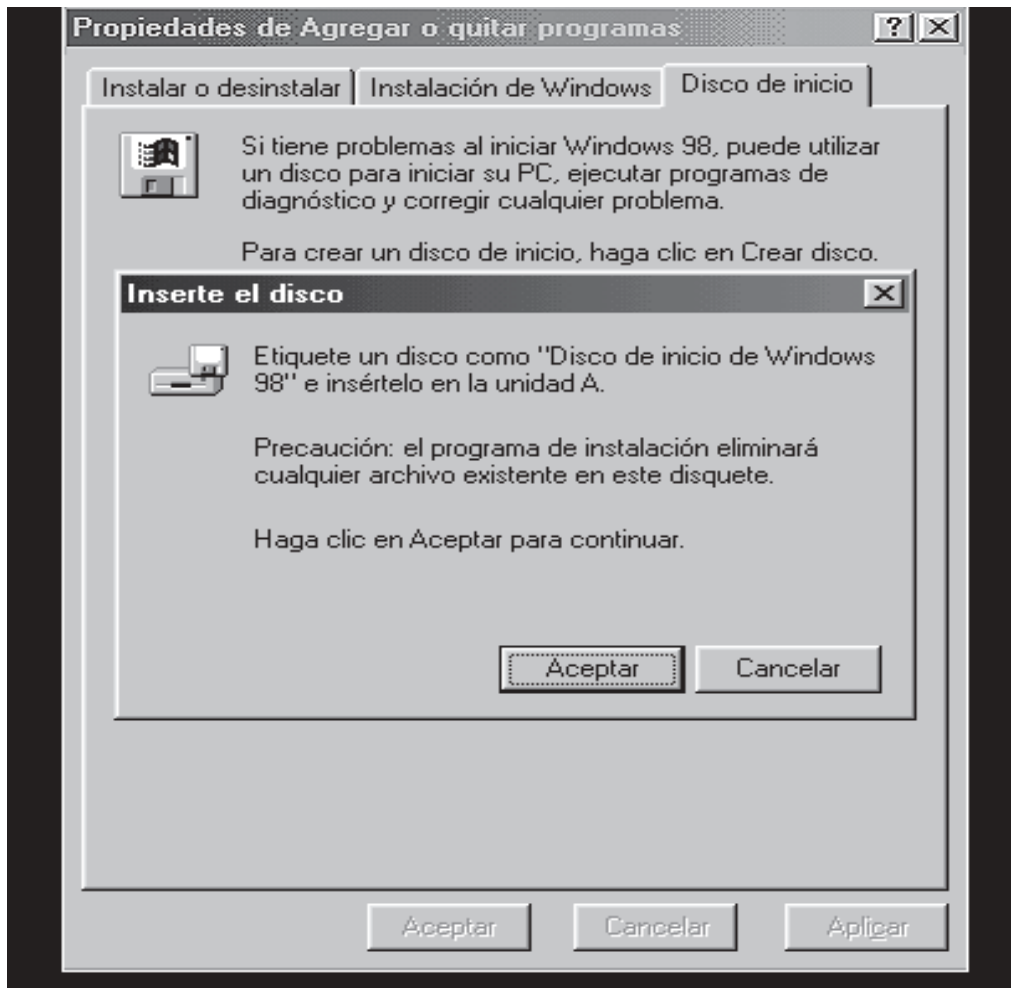 Propiedades de Agregar o quitar programas
Instalar o desinstalar
Instalación de Windows
Disco de inicio
Si tiene problemas al iniciar Windows 98, puede utilizar
un disco para iniciar su PC, ejecutar programas de
diagnóstico y corregir cualquier problema.
Para crear un disco de inicio, haga clic en Crear disco.
Inserte el disco
Etiquete un disco como "Disco de inicio de Windows
98" e insértelo en la unidad A.
Precaución: el programa de instalación eliminará
cualquier archivo existente en este disquete.
Haga clic en Aceptar para continuar.
Aceptar
Cancelar
Aceptar
Cancelar
Aplicar